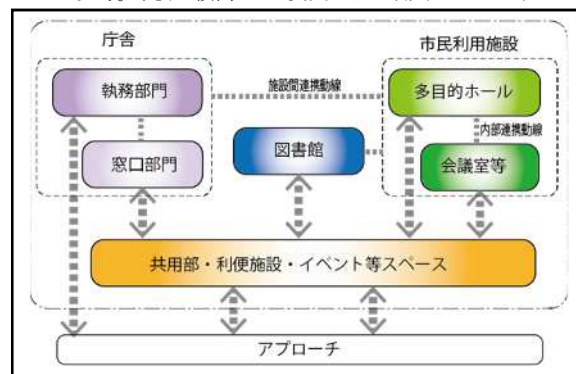 庁舎
市民利用施設
執務部門
施設間連携動線
多目的ホール
内部連携動線
窓口部門
図書館
会議室等
共用部・利便施設・イベント等スペース
アプローチ